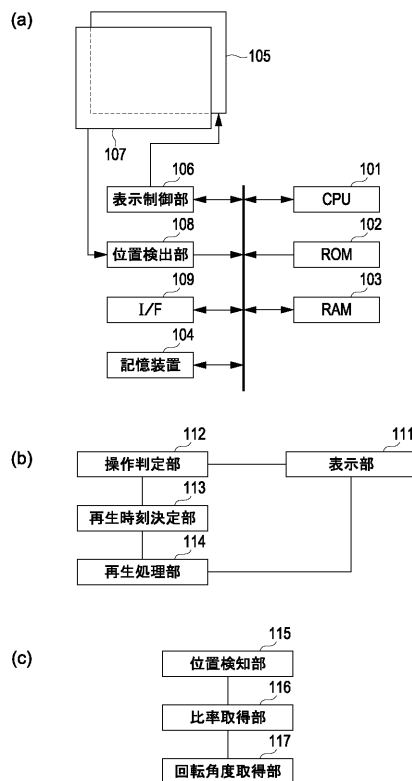 (a)
105
107
106
表示制御部
101
CPU
108
位置検出部
102
ROM
109
I/F
103
RAM
104
記憶装置
(b)
112
操作判定部
111
表示部
113
再生時刻決定部
114
再生処理部
(c)
115
位置検知部
116
比率取得部
117
回転角度取得部